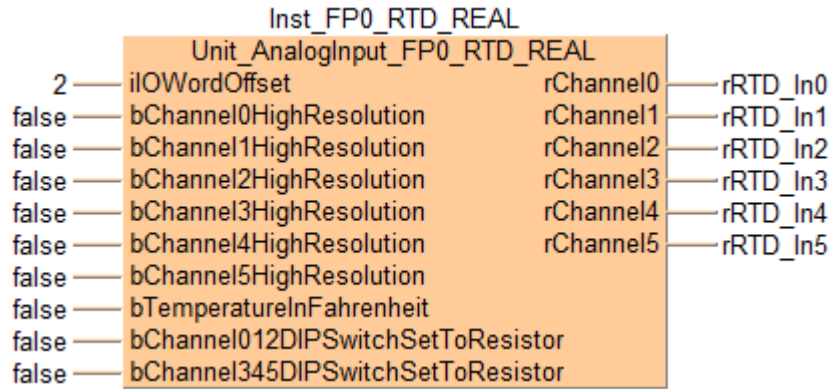 Inst_FP0_RTD_REAL
Unit_AnalogInput_FP0_RTD_REAL
2 iIOWordOffset rChannel0 rRTD_In0
false bChannel0HighResolution rChannel1 rRTD_In1
false bChannel1HighResolution rChannel2 rRTD_In2
false bChannel2HighResolution rChannel3 rRTD_In3
false bChannel3HighResolution rChannel4 rRTD_In4
false bChannel4HighResolution rChannel5 rRTD_In5
false bChannel5HighResolution
false bTemperatureInFahrenheit
false bChannel012DIPSwitchSetToResistor
false bChannel345DIPSwitchSetToResistor